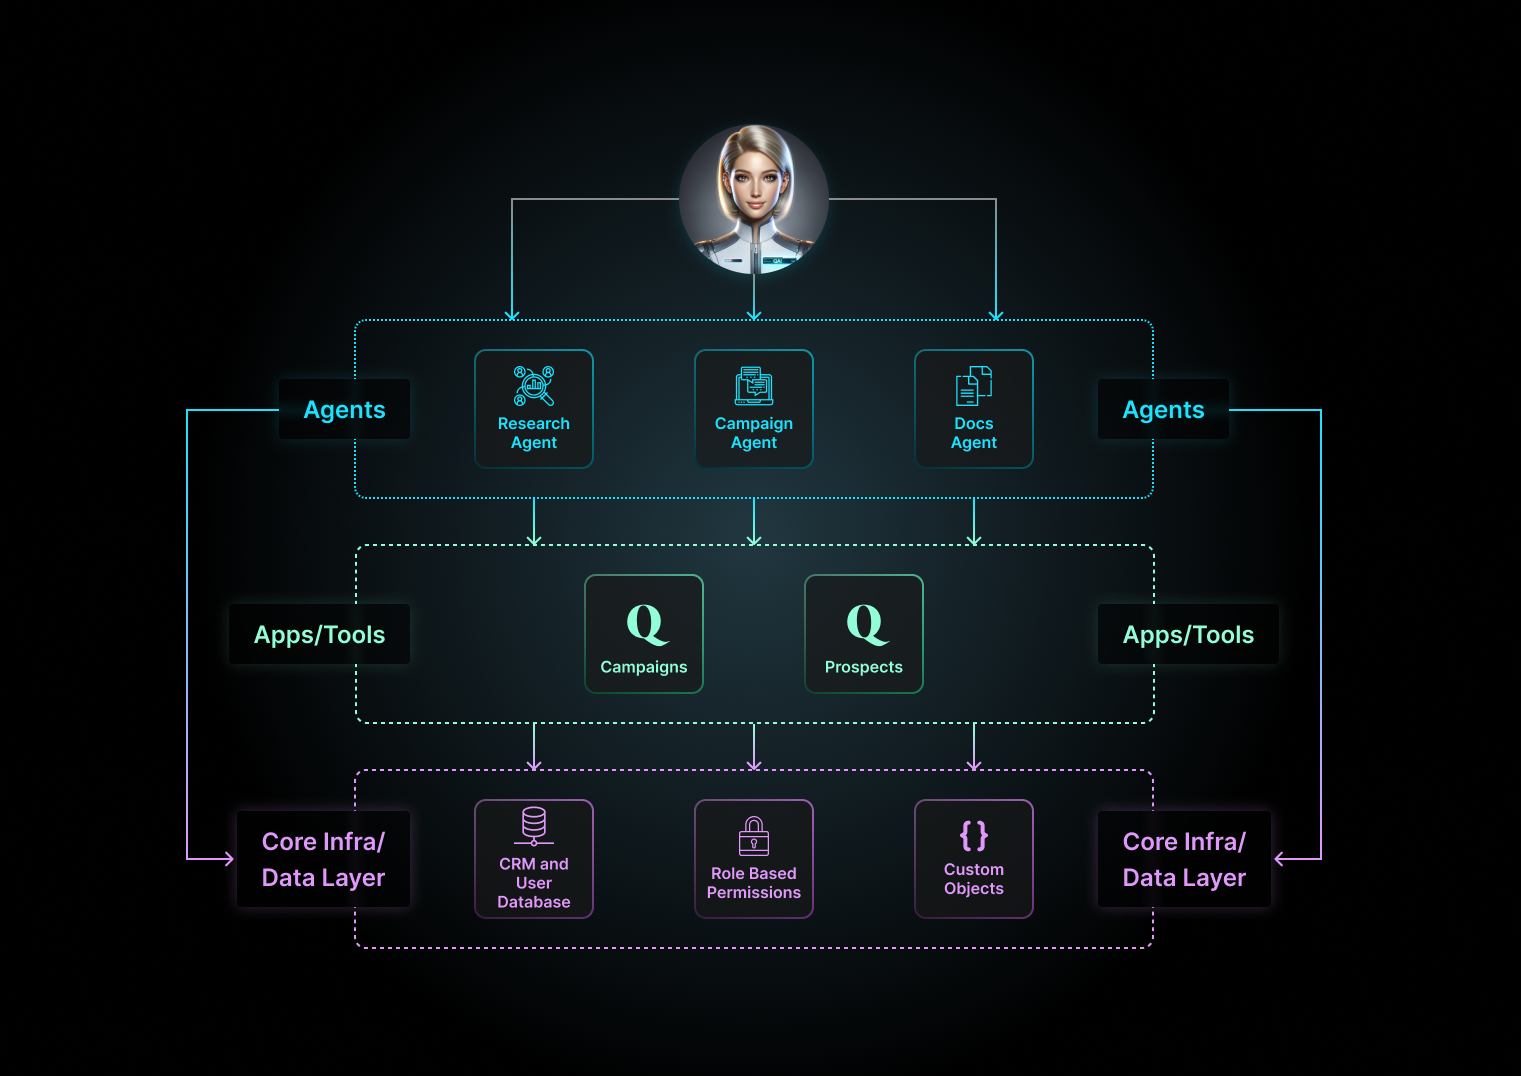 QAI
Agents
Research
Agent
Campaign
Agent
Docs
Agent
Agents
Apps/Tools
Q
Campaigns
Q
Prospects
Apps/Tools
Core Infra/
Data Layer
CRM and
User
Database
Role Based
Permissions
{}
Custom
Objects
Core Infra/
Data Layer